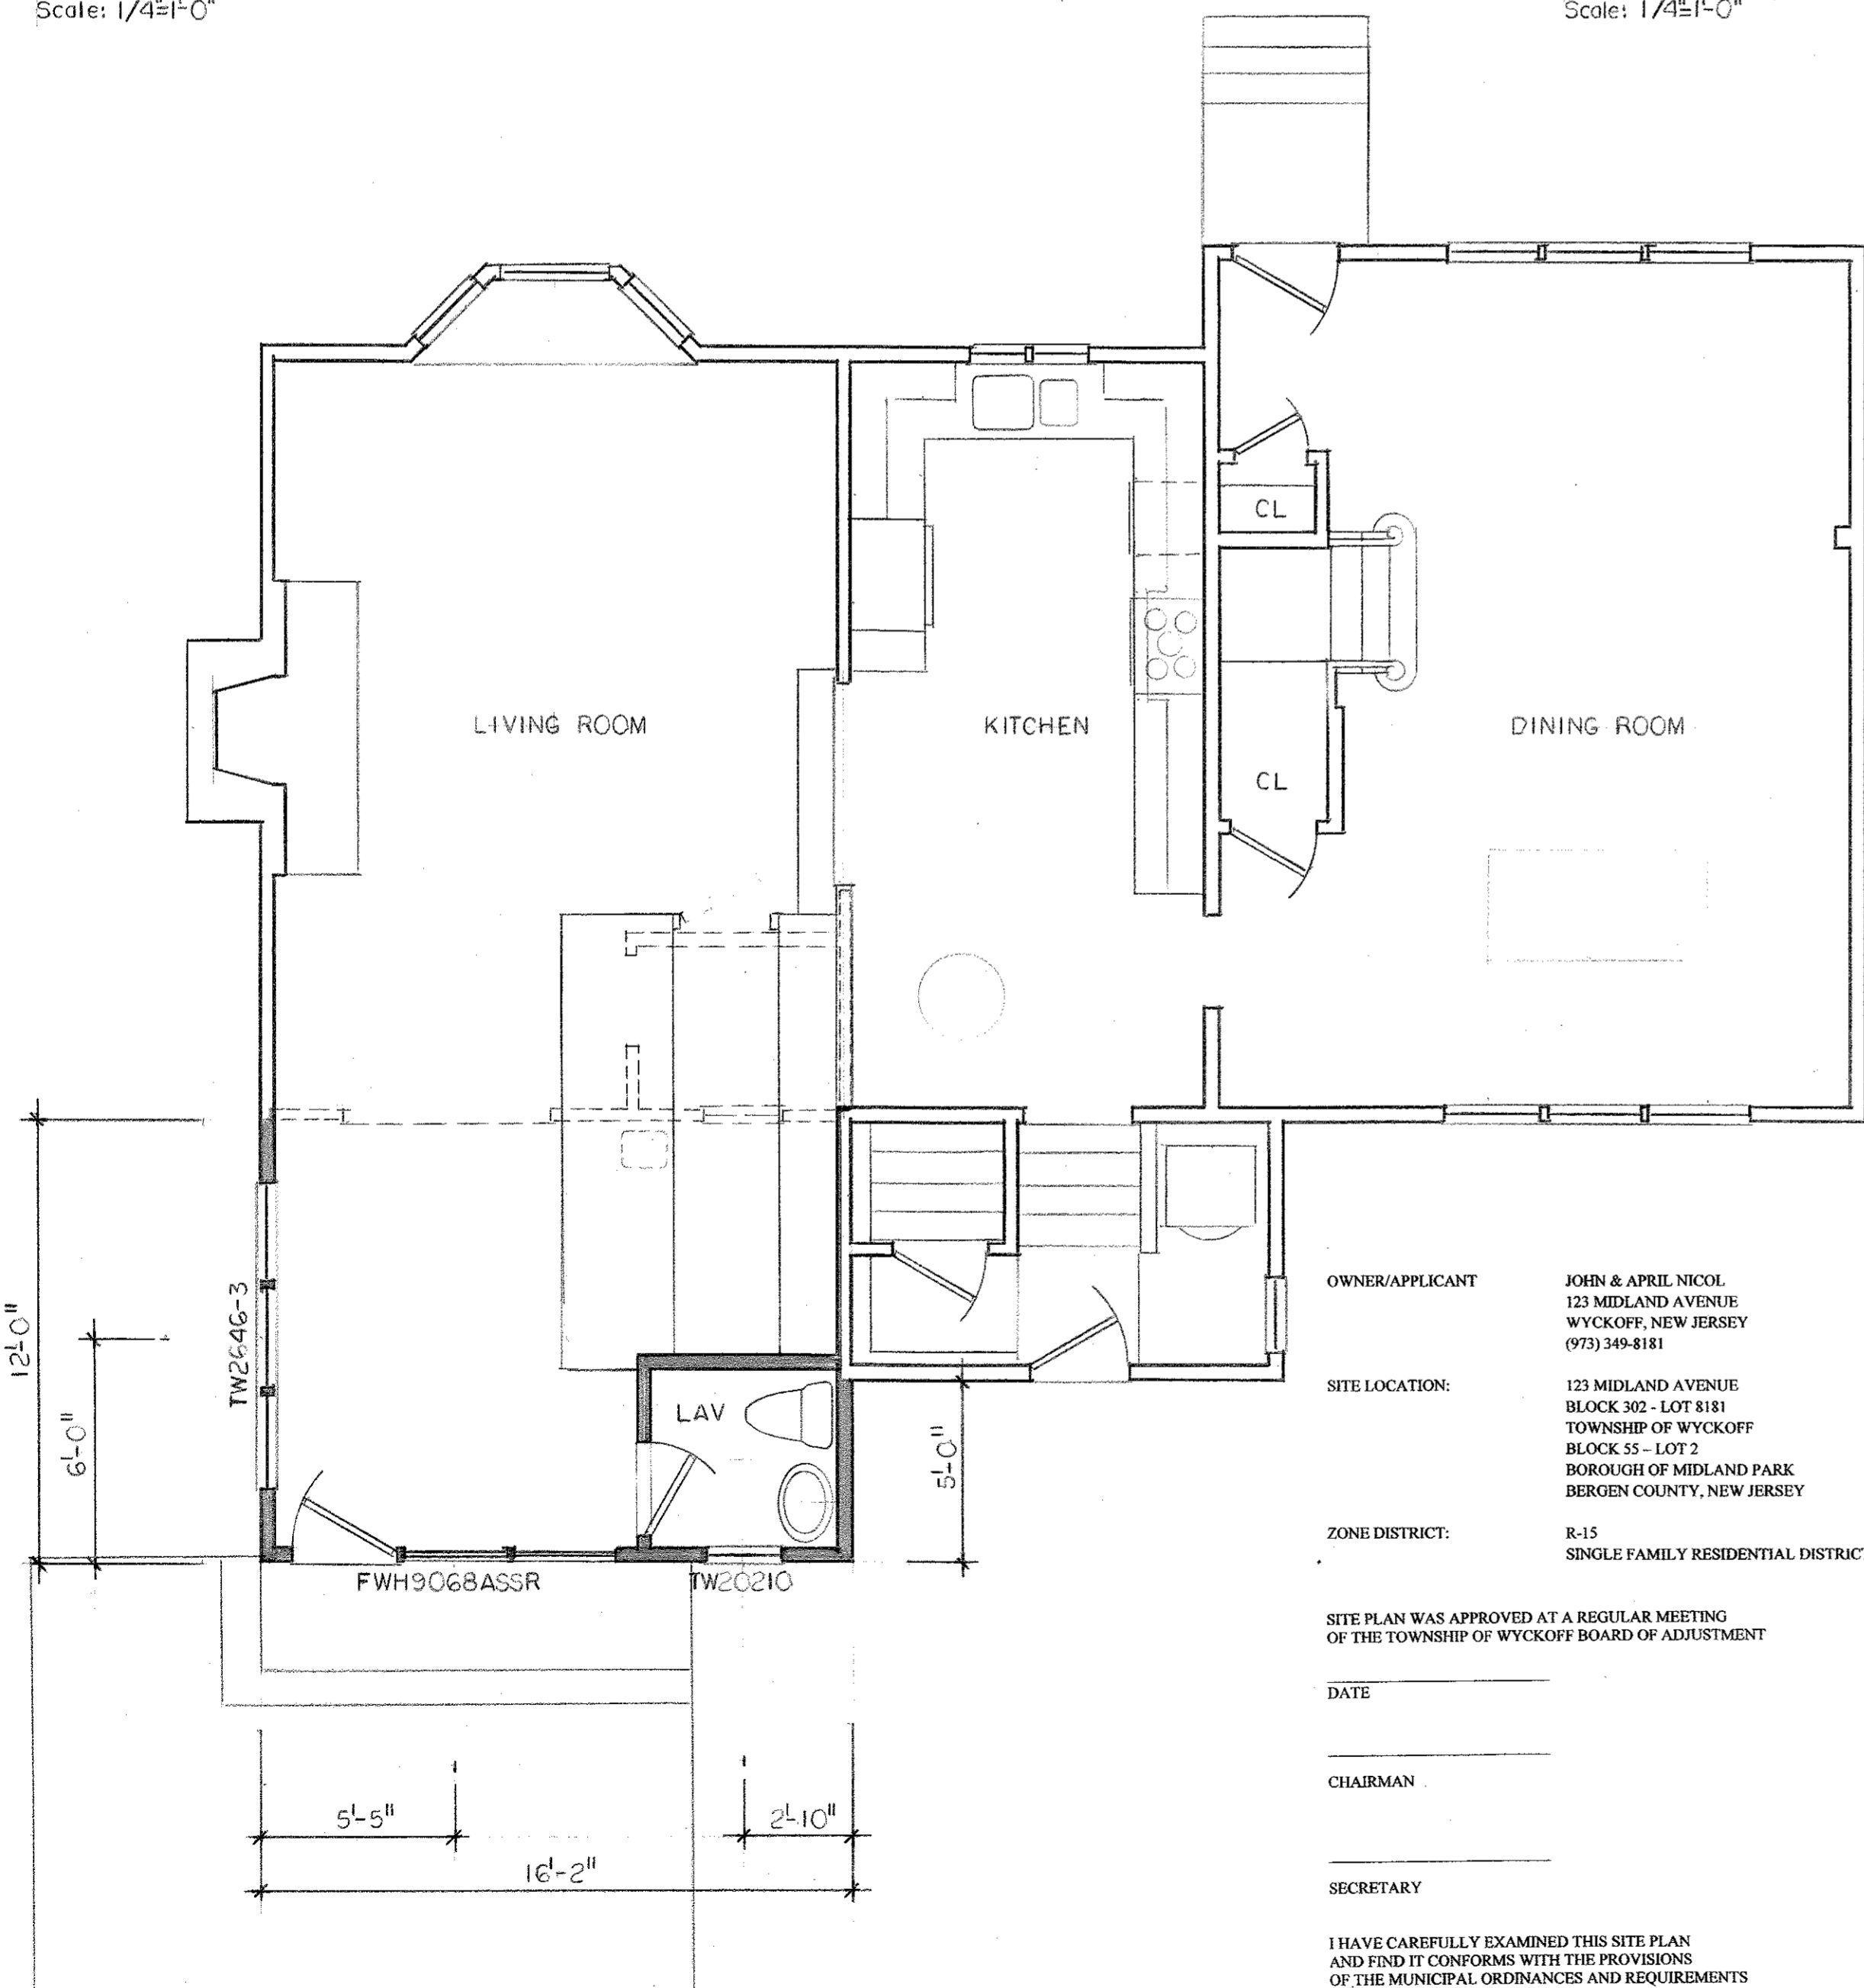 Scale: 1/4"=1'-0"
Scale: 1/4"=1'-0"
LIVING ROOM
KITCHEN
DINING ROOM
CL
CL
LAV
12'-0"
6'-0"
TW2646-3
5'-0"
FWH9068ASSR
TW20210
5'-5"
2'-10"
16'-2"
OWNER/APPLICANT JOHN & APRIL NICOL
123 MIDLAND AVENUE
WYCKOFF, NEW JERSEY
(973) 349-8181
SITE LOCATION: 123 MIDLAND AVENUE
BLOCK 302 - LOT 8181
TOWNSHIP OF WYCKOFF
BLOCK 55 – LOT 2
BOROUGH OF MIDLAND PARK
BERGEN COUNTY, NEW JERSEY
ZONE DISTRICT: R-15
SINGLE FAMILY RESIDENTIAL DISTRIC
SITE PLAN WAS APPROVED AT A REGULAR MEETING
OF THE TOWNSHIP OF WYCKOFF BOARD OF ADJUSTMENT
DATE
CHAIRMAN
SECRETARY
I HAVE CAREFULLY EXAMINED THIS SITE PLAN
AND FIND IT CONFORMS WITH THE PROVISIONS
OF THE MUNICIPAL ORDINANCES AND REQUIREMENTS